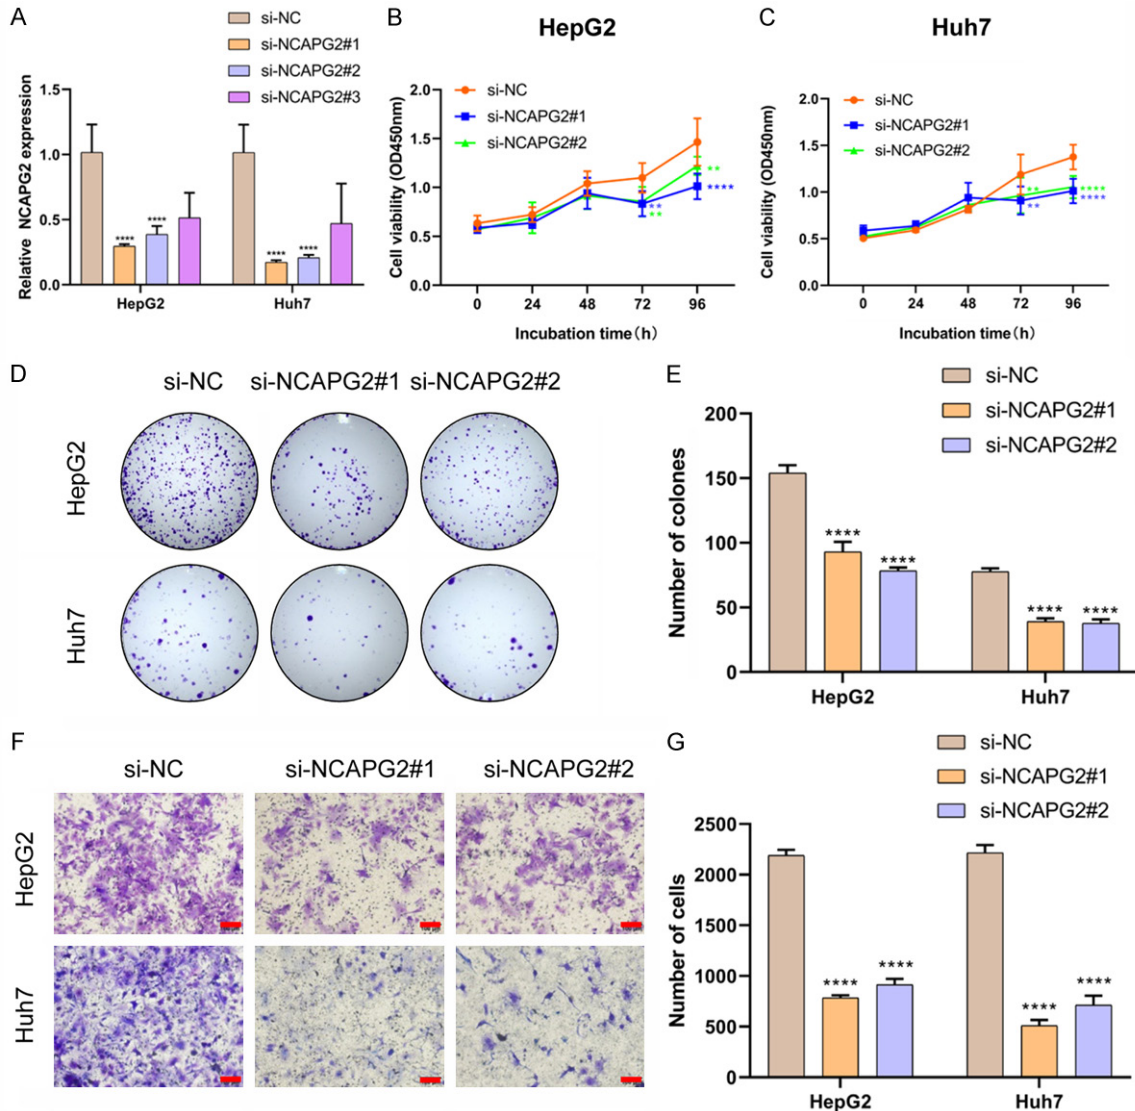 A
si-NC
si-NCAPG2#1
si-NCAPG2#2
si-NCAPG2#3
Relative NCAPG2 expression
1.5
1.0
0.5
0.0
****
****
****
****
HepG2
Huh7
B
HepG2
si-NC
si-NCAPG2#1
si-NCAPG2#2
Cell viability (OD450nm)
2.0
1.5
1.0
0.5
0.0
**
****
**
**
0 24 48 72 96
Incubation time(h)
C
Huh7
si-NC
si-NCAPG2#1
si-NCAPG2#2
Cell viability (OD450nm)
2.0
1.5
1.0
0.5
0.0
**
****
****
**
0 24 48 72 96
Incubation time(h)
D
si-NC si-NCAPG2#1 si-NCAPG2#2
HepG2
Huh7
E
si-NC
si-NCAPG2#1
si-NCAPG2#2
Number of colones
200
150
100
50
0
****
****
****
****
HepG2
Huh7
F
si-NC si-NCAPG2#1 si-NCAPG2#2
HepG2
Huh7
G
si-NC
si-NCAPG2#1
si-NCAPG2#2
Number of cells
2500
2000
1500
1000
500
0
****
****
****
****
HepG2
Huh7